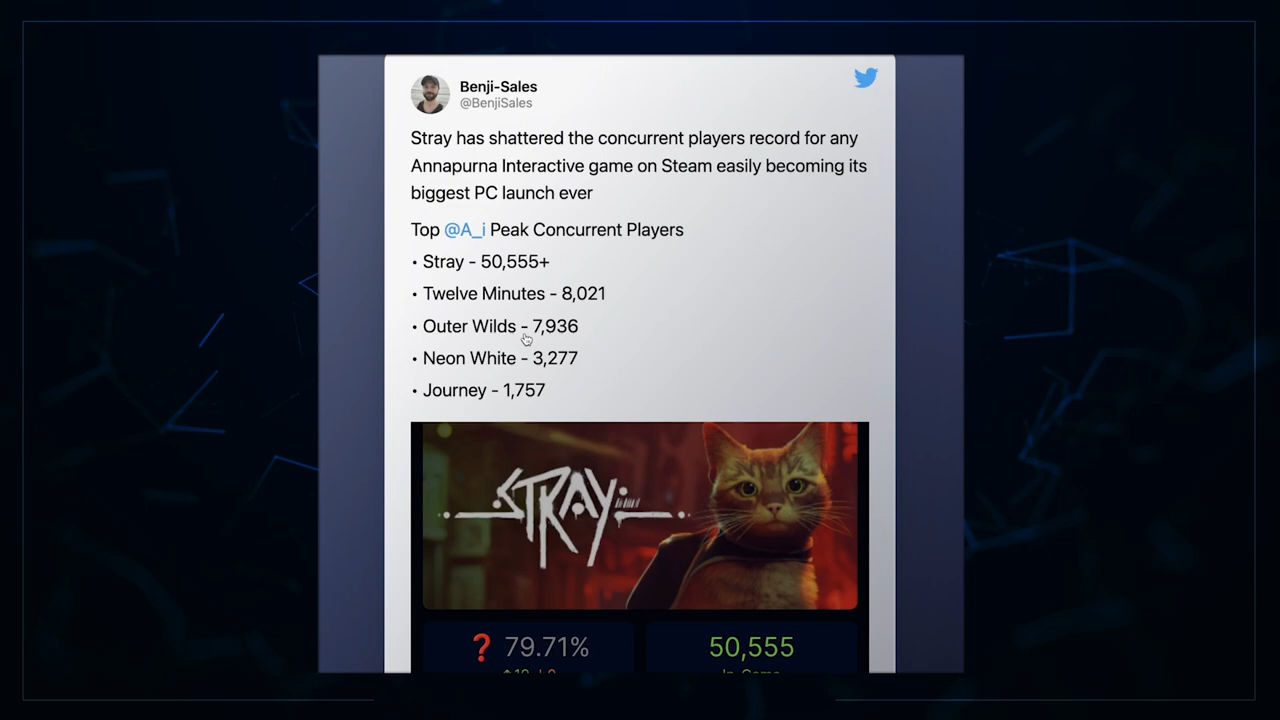 Benji-Sales
@BenjiSales
Stray has shattered the concurrent players record for any
Annapurna Interactive game on Steam easily becoming its
biggest PC launch ever
Top @A_i Peak Concurrent Players
• Stray - 50,555+
• Twelve Minutes - 8,021
• Outer Wilds - 7,936
• Neon White - 3,277
• Journey - 1,757
STRAY
❓ 79.71%
50,555